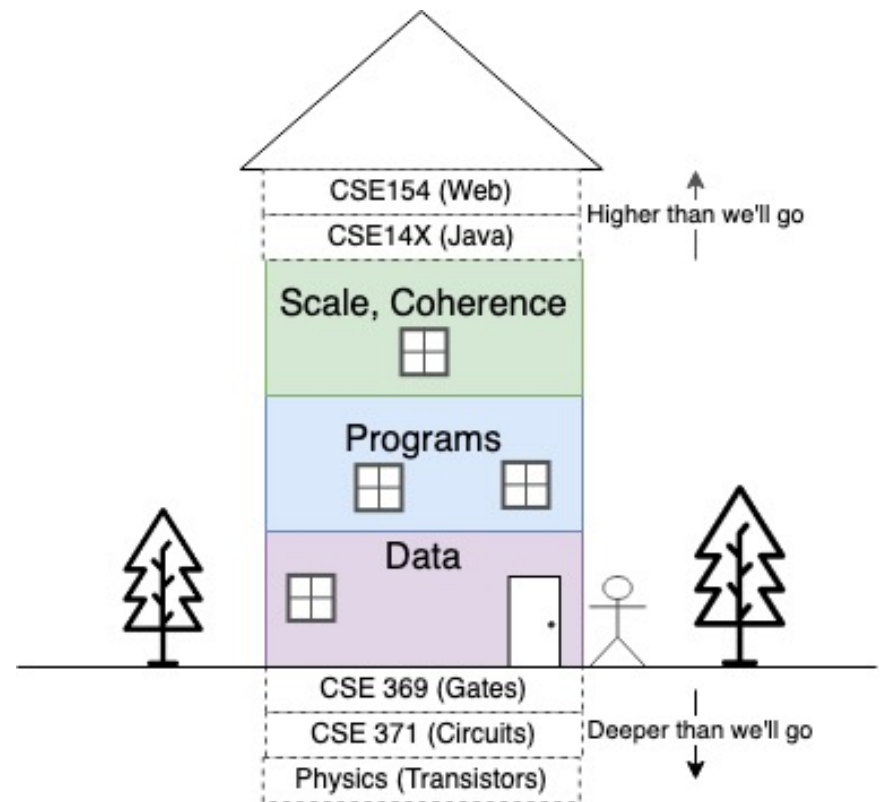 CSE154 (Web)
Higher than we'll go
CSE14X (Java)
Scale, Coherence
Programs
Data
CSE 369 (Gates)
CSE 371 (Circuits)
Deeper than we'll go
Physics (Transistors)